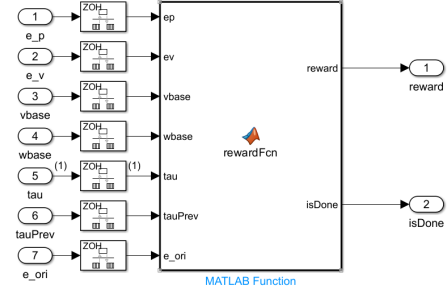 1
ZOH
ep
e_p
2
ZOH
ev
e_v
reward
1
reward
3
ZOH
vbase
vbase
4
ZOH
wbase
wbase
rewardFcn
5
(1)
ZOH
(1)
tau
tau
6
ZOH
tauPrev
tauPrev
isDone
2
isDone
7
ZOH
e_ori
e_ori
MATLAB Function